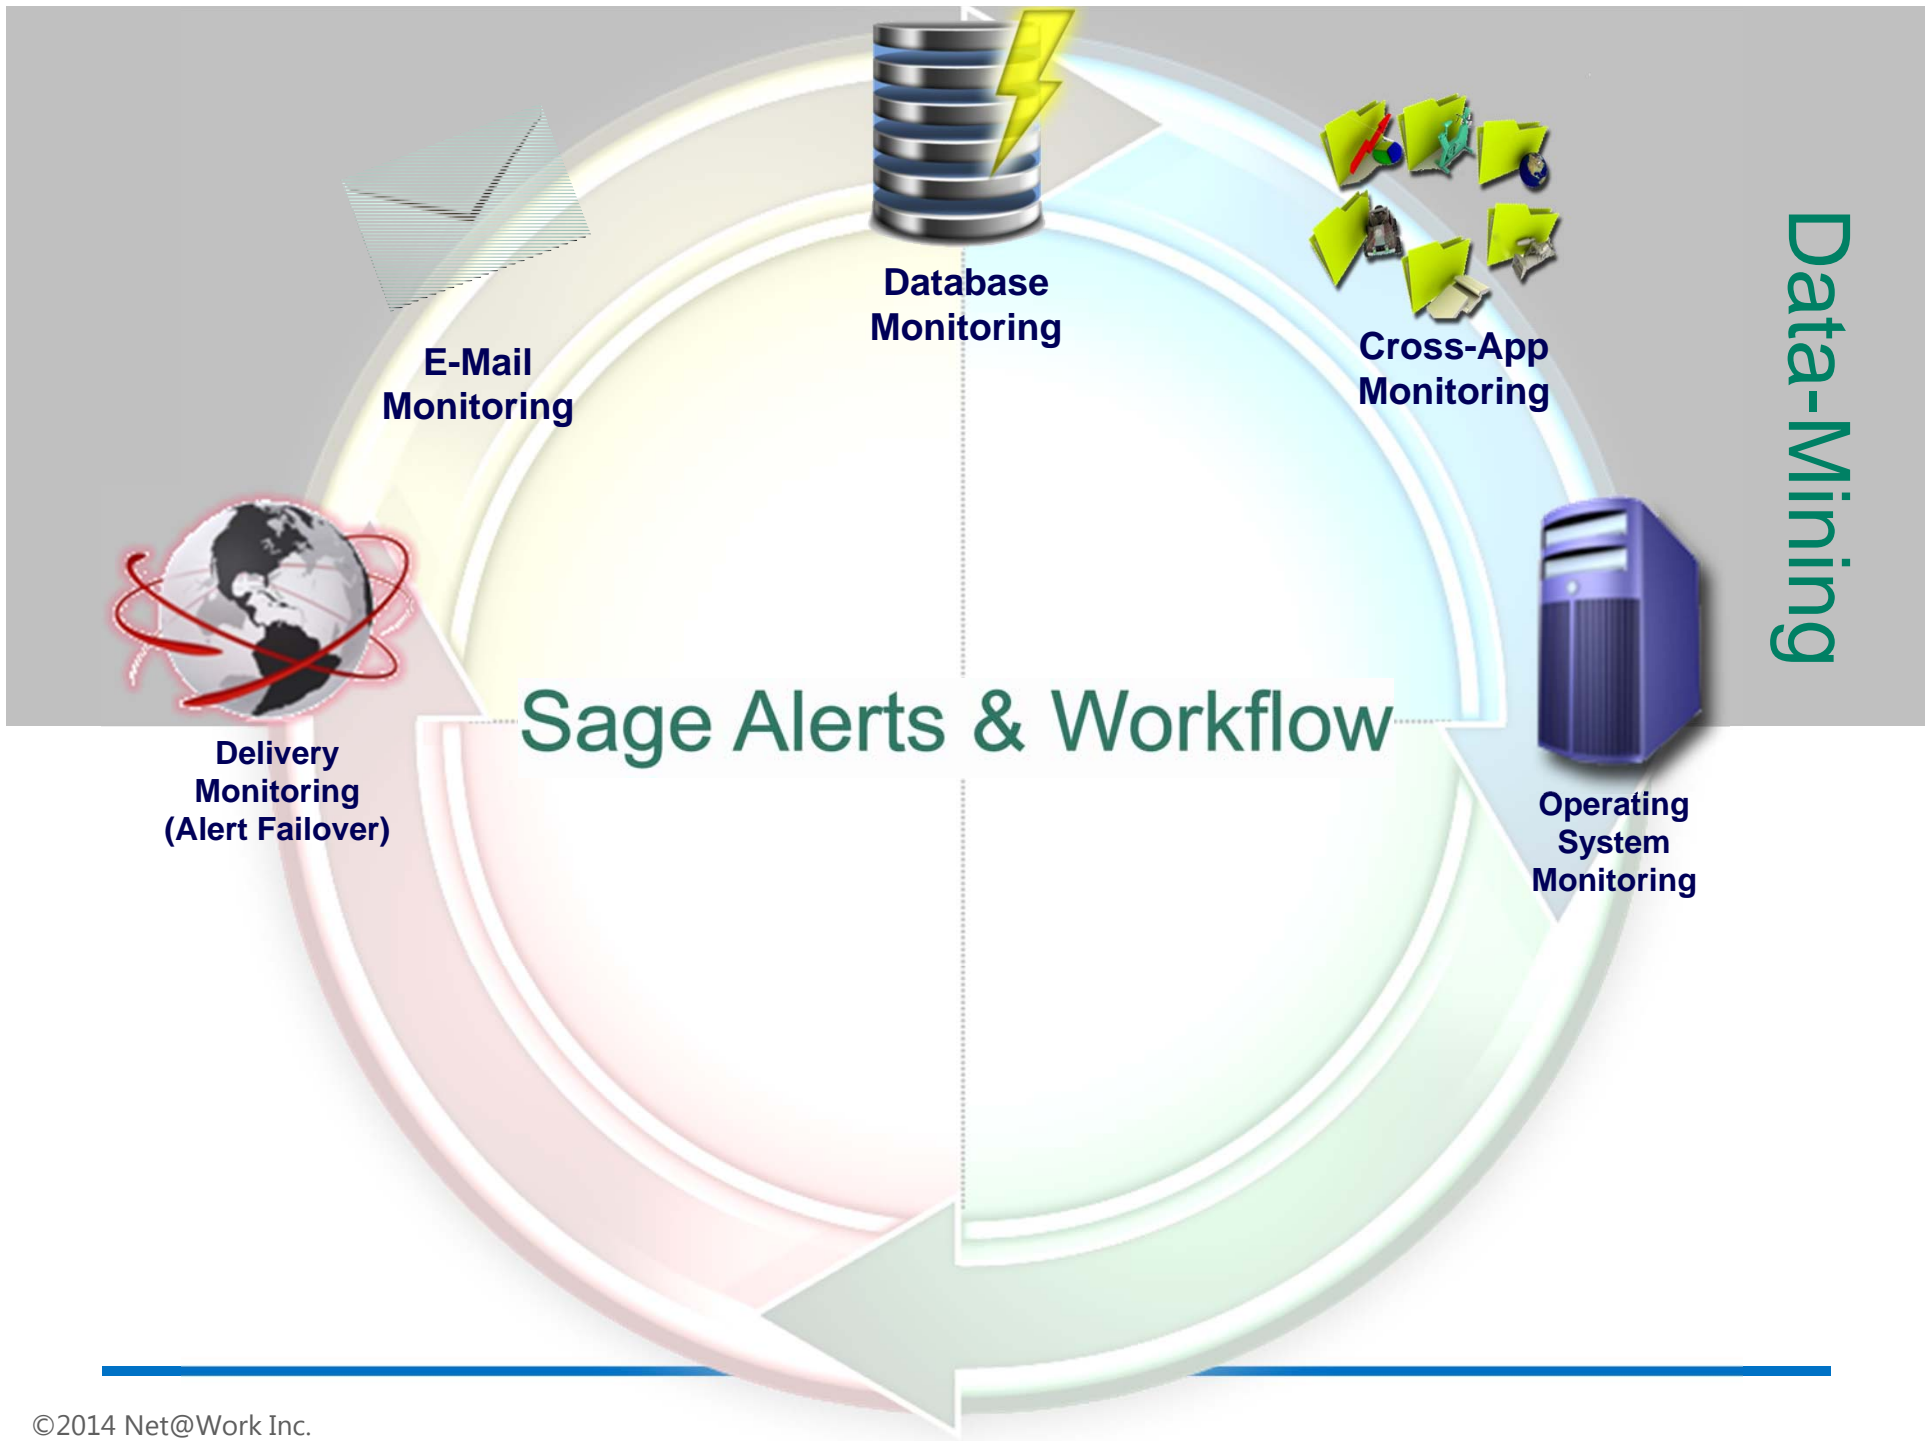 Database
Monitoring
E-Mail
Monitoring
Cross-App
Monitoring
Data-Mining
Sage Alerts & Workflow
Delivery
Monitoring
(Alert Failover)
Operating
System
Monitoring
©2014 Net@Work Inc.